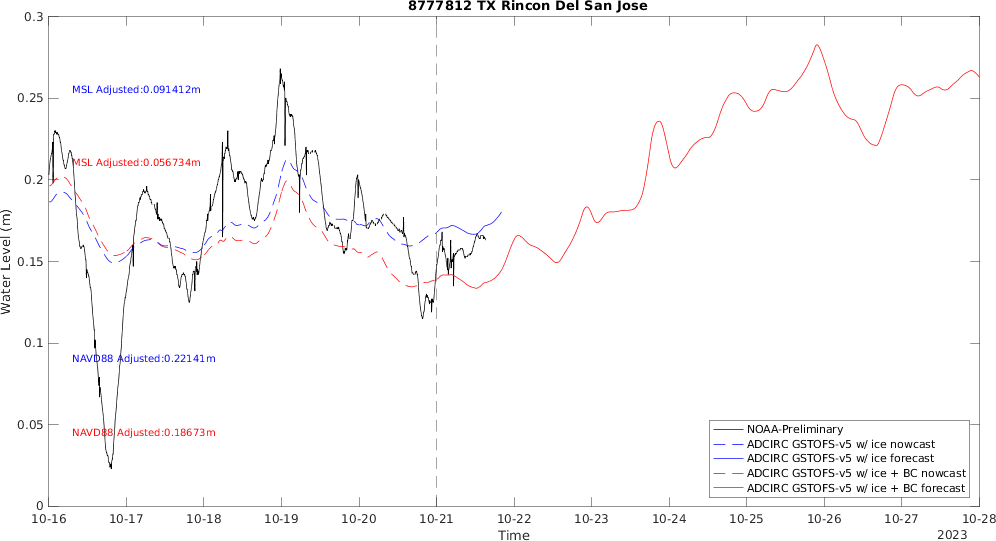 8777812 TX Rincon Del San Jose
Water Level (m)
0.3
0.25
0.2
0.15
0.1
0.05
0
MSL Adjusted:0.091412m
MSL Adjusted:0.056734m
NAVD88 Adjusted:0.22141m
NAVD88 Adjusted:0.18673m
NOAA-Preliminary
ADCIRC GSTOFS-v5 w/ ice nowcast
ADCIRC GSTOFS-v5 w/ ice forecast
ADCIRC GSTOFS-v5 w/ ice + BC nowcast
ADCIRC GSTOFS-v5 w/ ice + BC forecast
10-16 10-17 10-18 10-19 10-20 10-21 10-22 10-23 10-24 10-25 10-26 10-27 10-28
Time
2023